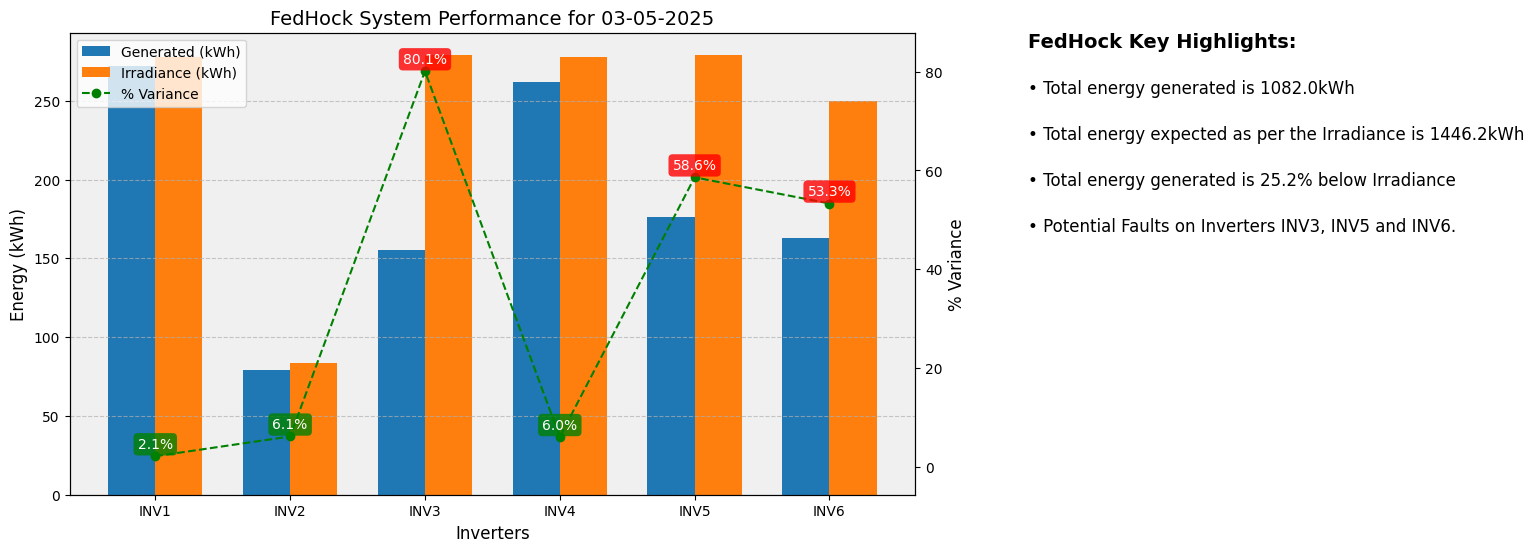 FedHock System Performance for 03-05-2025
Generated (kWh)
Irradiance (kWh)
% Variance
Energy (kWh)
0
50
100
150
200
250
2.1%
6.1%
80.1%
6.0%
58.6%
53.3%
0
20
40
60
80
% Variance
INV1
INV2
INV3
INV4
INV5
INV6
Inverters
FedHock Key Highlights:
• Total energy generated is 1082.0kWh
• Total energy expected as per the Irradiance is 1446.2kWh
• Total energy generated is 25.2% below Irradiance
• Potential Faults on Inverters INV3, INV5 and INV6.